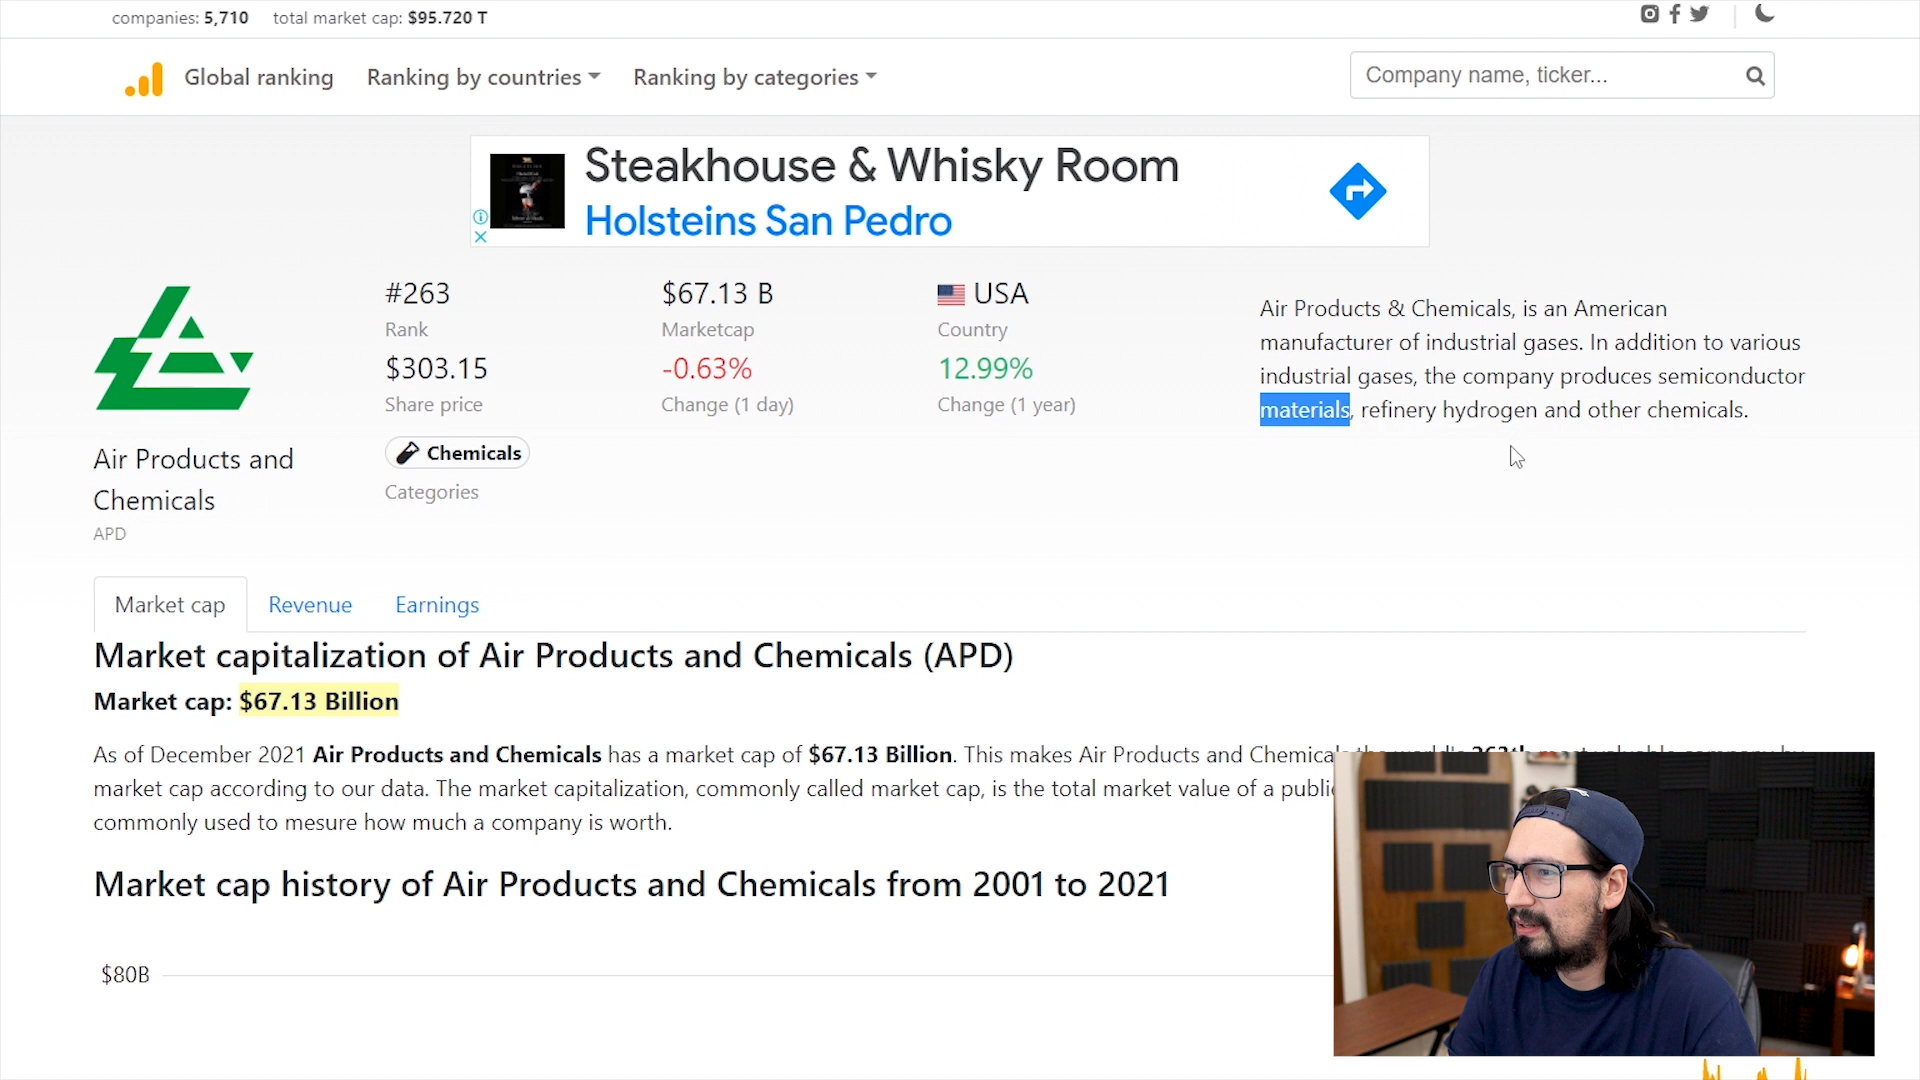 companies: 5,710 total market cap: $95.720 T
Global ranking Ranking by countries Ranking by categories Company name, ticker...
Steakhouse & Whisky Room
Holsteins San Pedro
#263
Rank
$67.13 B
Marketcap
USA
Country
$303.15
Share price
-0.63%
Change (1 day)
12.99%
Change (1 year)
Chemicals
Categories
Air Products & Chemicals, is an American
manufacturer of industrial gases. In addition to various
industrial gases, the company produces semiconductor
materials, refinery hydrogen and other chemicals.
Air Products and
Chemicals
APD
Market cap Revenue Earnings
Market capitalization of Air Products and Chemicals (APD)
Market cap: $67.13 Billion
As of December 2021 Air Products and Chemicals has a market cap of $67.13 Billion. This makes Air Products and Chemicals the world's 263th most valuable company by
market cap according to our data. The market capitalization, commonly called market cap, is the total market value of a
commonly used to mesure how much a company is worth.
Market cap history of Air Products and Chemicals from 2001 to 2021
$80B